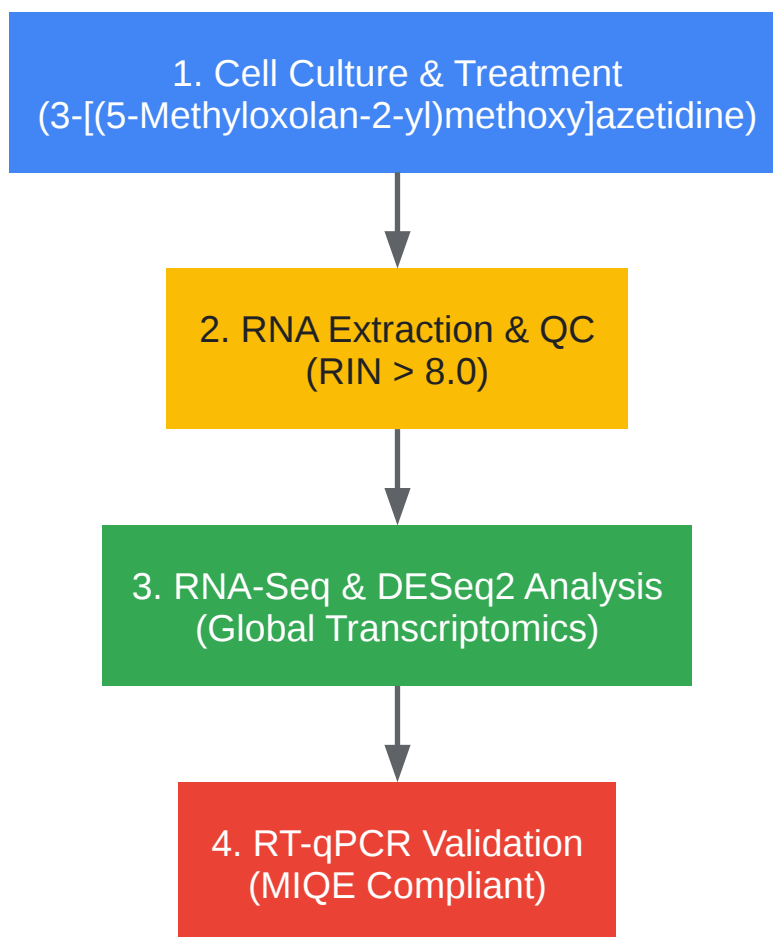 1. Cell Culture & Treatment
(3-[(5-Methyloxolan-2-yl)methoxy]azetidine)
2. RNA Extraction & QC
(RIN > 8.0)
3. RNA-Seq & DESeq2 Analysis
(Global Transcriptomics)
4. RT-qPCR Validation
(MIQE Compliant)